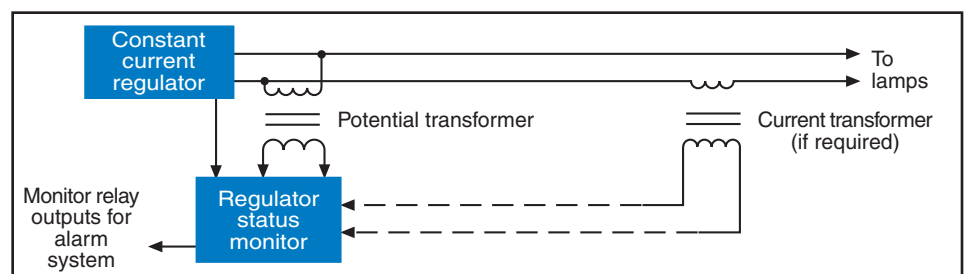 Constant
current
regulator
To
lamps
Potential transformer
Current transformer
(if required)
Monitor relay
outputs for
alarm
system
Regulator
status
monitor